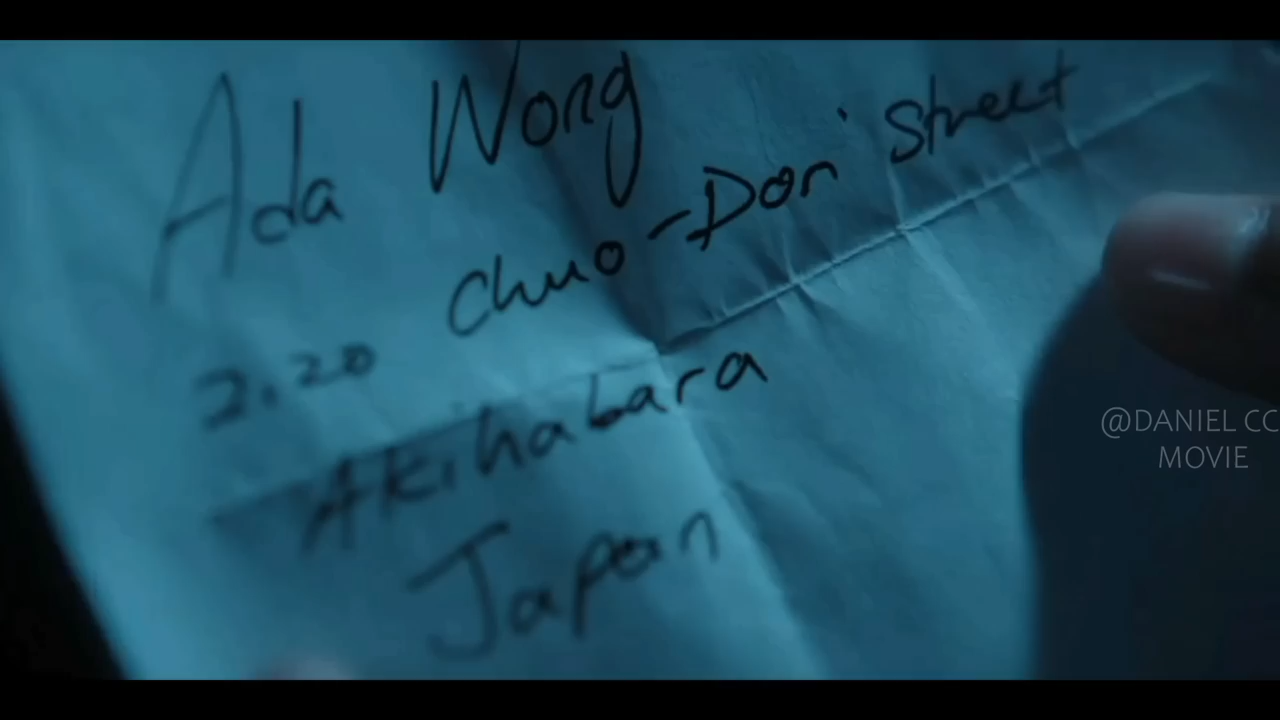 Ada Wong
2.20 Chuo-Dori Street
Akihabara
Japan
@DANIEL CC
MOVIE